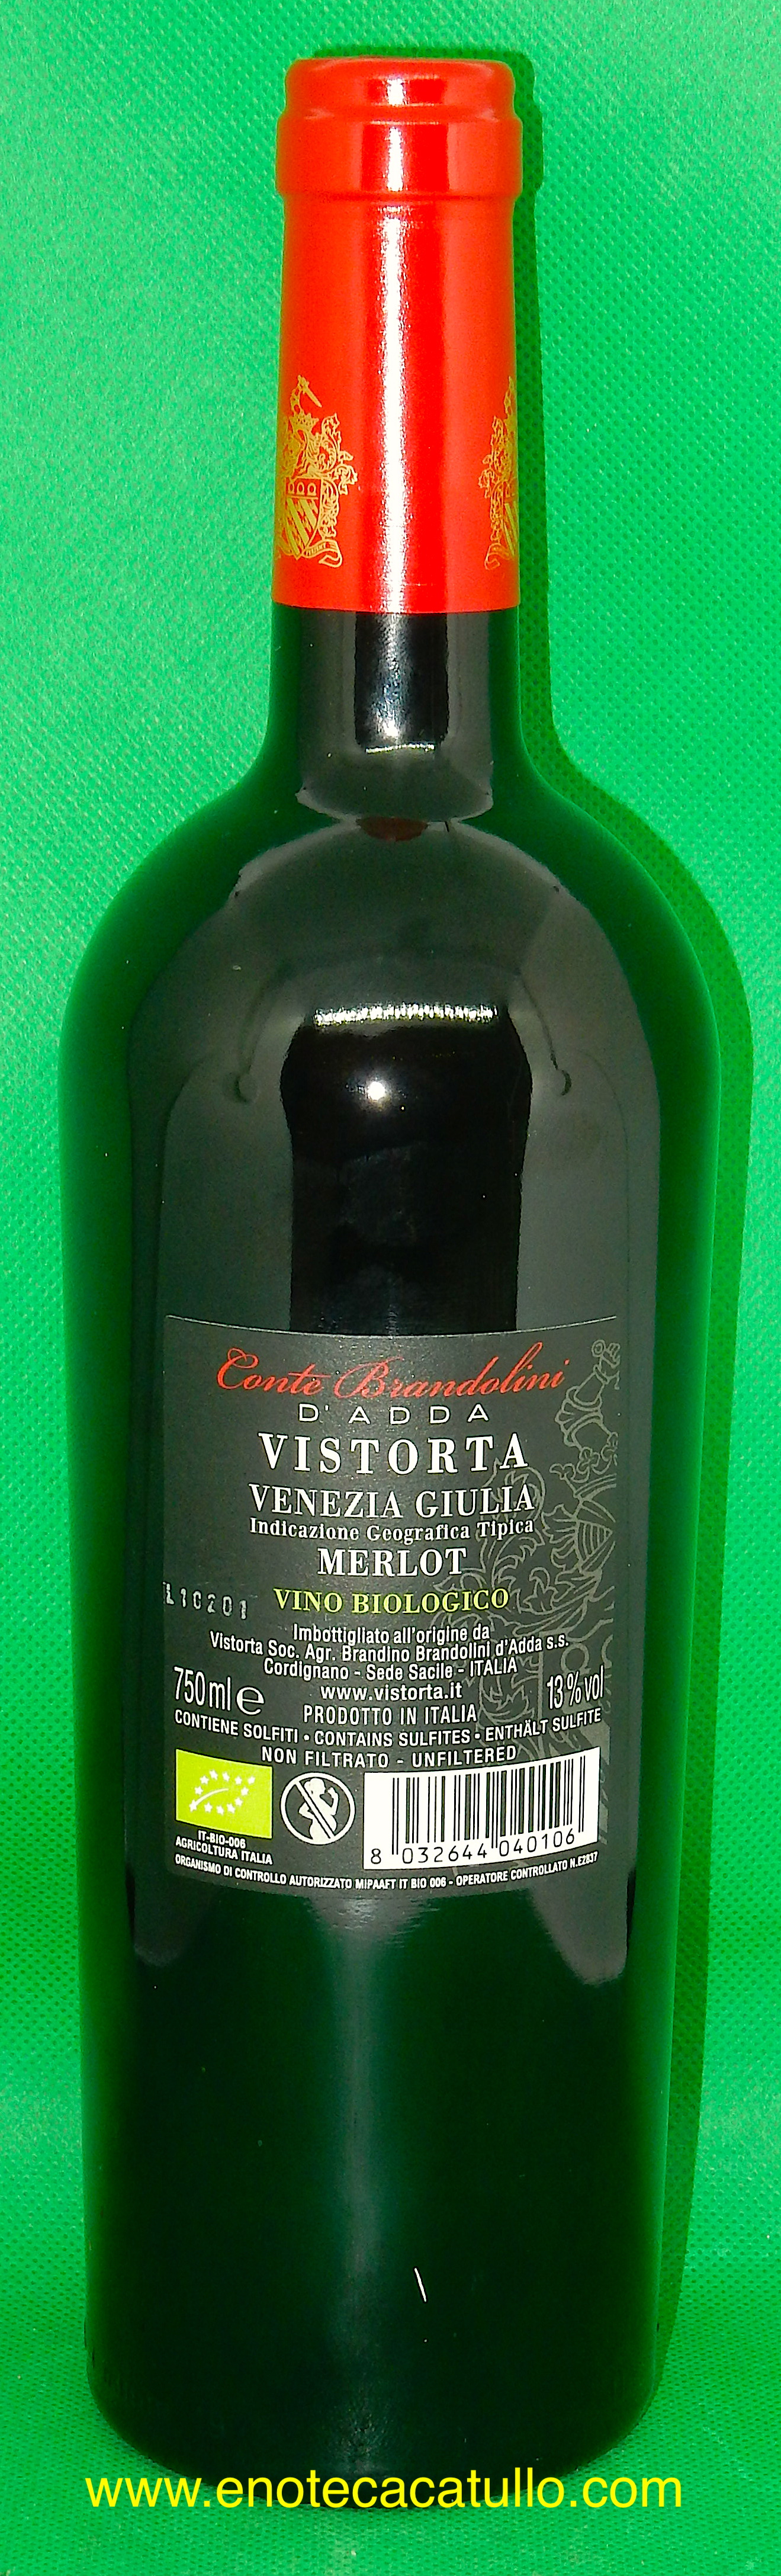 Conte Brandolini
D'ADDA
VISTORTA
VENEZIA GIULIA
Indicazione Geografica Tipica
MERLOT
L10201
VINO BIOLOGICO
Imbottigliato all'origine da
Vistorta Soc. Agr. Brandino Brandolini d'Adda s.s.
Cordignano - Sede Sacile - ITALIA
750 ml e
www.vistorta.it
13% vol
PRODOTTO IN ITALIA
CONTIENE SOLFITI • CONTAINS SULFITES • ENTHÄLT SULFITE
NON FILTRATO - UNFILTERED
IT-BIO-006
AGRICOLTURA ITALIA
8 032644 040106
ORGANISMO DI CONTROLLO AUTORIZZATO MIPAAFT IT BIO 006 - OPERATORE CONTROLLATO N.E2837
www.enotecacatullo.com